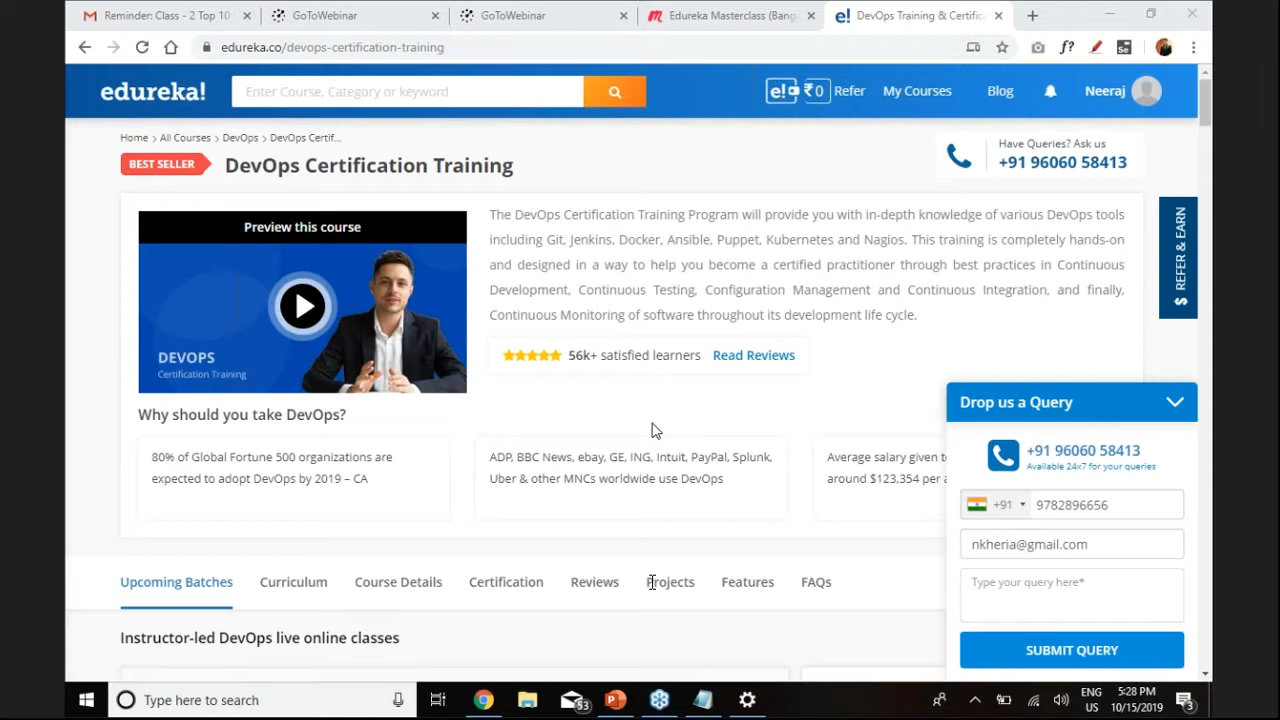 Reminder: Class - 2 Top 10
GoToWebinar
GoToWebinar
Edureka Masterclass (Bang
DevOps Training & Certific
edureka.co/devops-certification-training
f?
edureka!
Enter Course, Category or keyword
e! ₹0 Refer
My Courses
Blog
Neeraj
Home > All Courses > DevOps > DevOps Certif...
BEST SELLER
DevOps Certification Training
Have Queries? Ask us
+91 96060 58413
Preview this course
DEVOPS
Certification Training
The DevOps Certification Training Program will provide you with in-depth knowledge of various DevOps tools
including Git, Jenkins, Docker, Ansible, Puppet, Kubernetes and Nagios. This training is completely hands-on
and designed in a way to help you become a certified practitioner through best practices in Continuous
Development, Continuous Testing, Configuration Management and Continuous Integration, and finally,
Continuous Monitoring of software throughout its development life cycle.
56k+ satisfied learners Read Reviews
$ REFER & EARN
Why should you take DevOps?
80% of Global Fortune 500 organizations are
expected to adopt DevOps by 2019 – CA
ADP, BBC News, ebay, GE, ING, Intuit, PayPal, Splunk,
Uber & other MNCs worldwide use DevOps
Average salary given t
around $123,354 per a
Drop us a Query
+91 96060 58413
Available 24x7 for your queries
+91 9782896656
nkheria@gmail.com
Type your query here*
SUBMIT QUERY
Upcoming Batches
Curriculum
Course Details
Certification
Reviews
Projects
Features
FAQs
Instructor-led DevOps live online classes
Type here to search
53
ENG
US
5:28 PM
10/15/2019
3